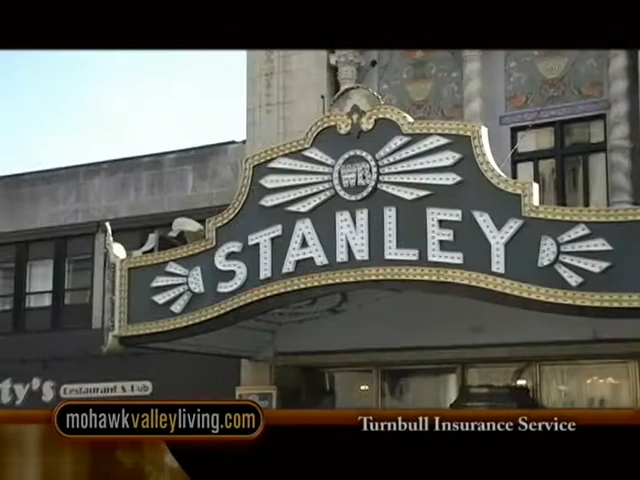 WB
STANLEY
ty's Restaurant & Pub
mohawkvalleyliving.com
Turnbull Insurance Service